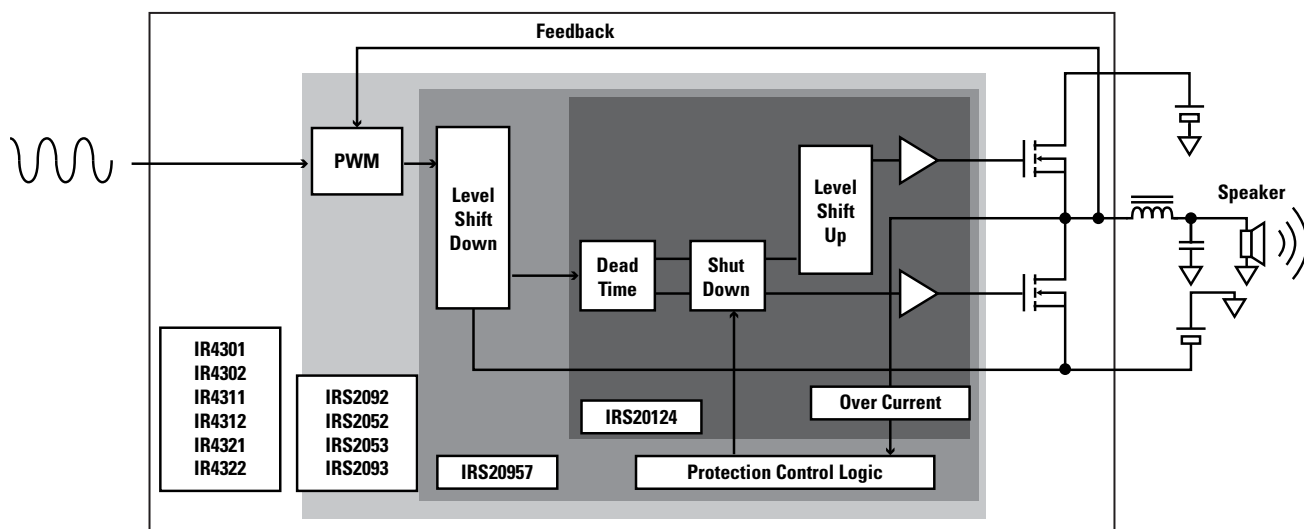 Feedback
PWM
Level
Shift
Down
Level
Shift
Up
Speaker
Dead
Time
Shut
Down
IR4301
IR4302
IR4311
IR4312
IR4321
IR4322
IRS2092
IRS2052
IRS2053
IRS2093
IRS20124
Over Current
IRS20957
Protection Control Logic